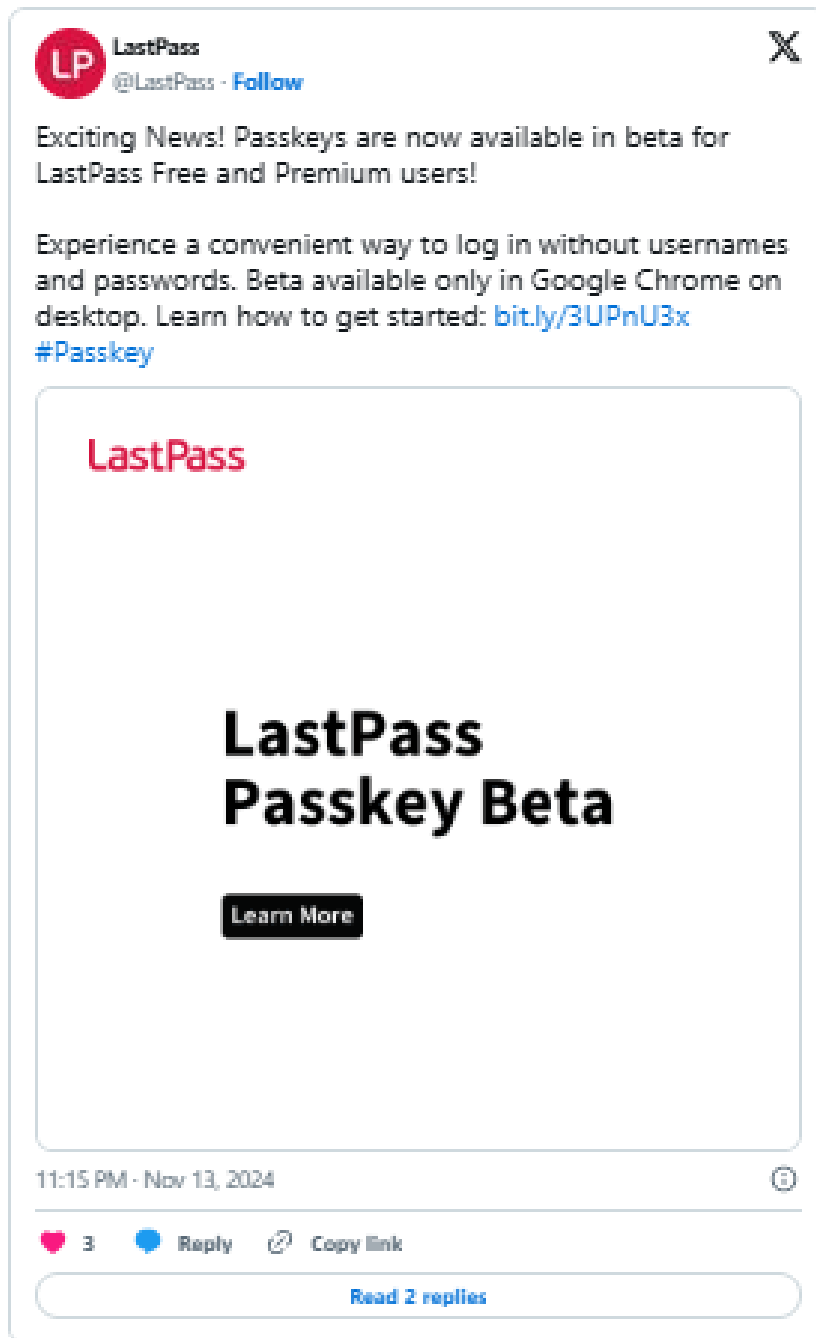 LP
LastPass
@LastPass · Follow
Exciting News! Passkeys are now available in beta for
LastPass Free and Premium users!
Experience a convenient way to log in without usernames
and passwords. Beta available only in Google Chrome on
desktop. Learn how to get started: bit.ly/3UPnU3x
#Passkey
LastPass
LastPass
Passkey Beta
Learn More
11:15 PM · Nov 13, 2024
3 Reply Copy link
Read 2 replies